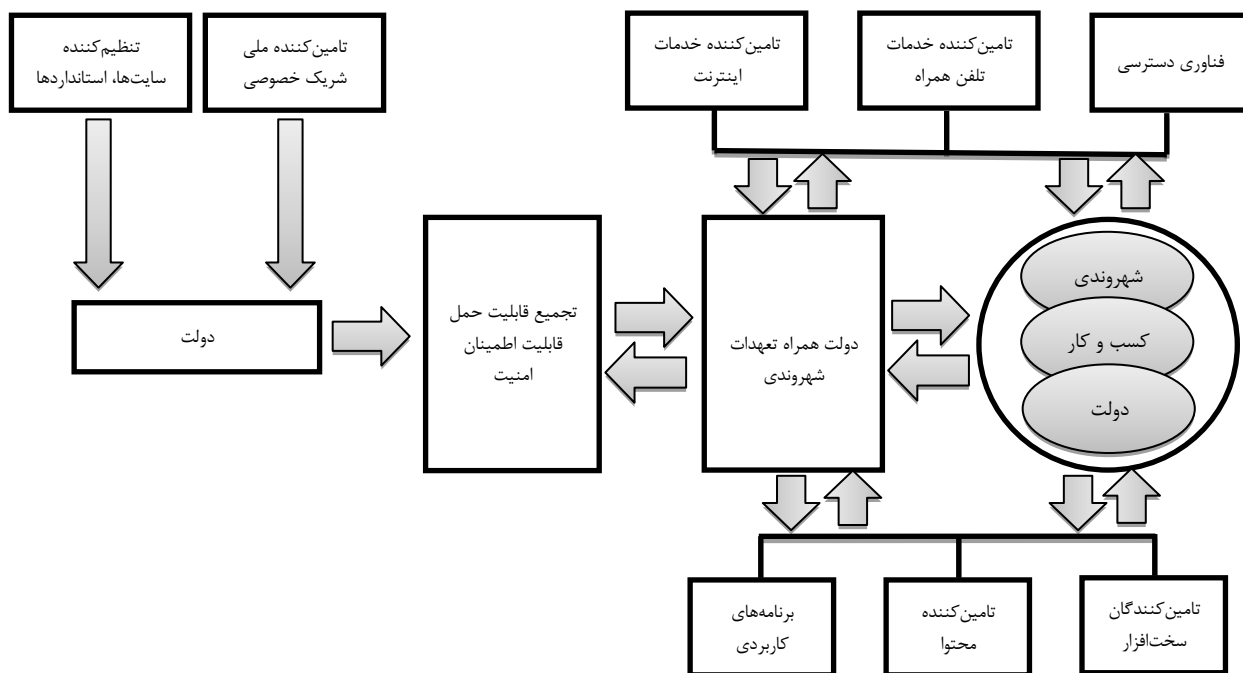 فناوری دسترسی
تامین‌کننده خدمات
تلفن همراه
تامین‌کننده خدمات
اینترنت
تامین‌کننده ملی
شریک خصوصی
تنظیم‌کننده
سایت‌ها، استانداردها
شهروندی
کسب و کار
دولت
دولت همراه تعهدات
شهروندی
تجمیع قابلیت حمل
قابلیت اطمینان
امنیت
دولت
تامین‌کنندگان
سخت‌افزار
تامین‌کننده
محتوا
برنامه‌های
کاربردی